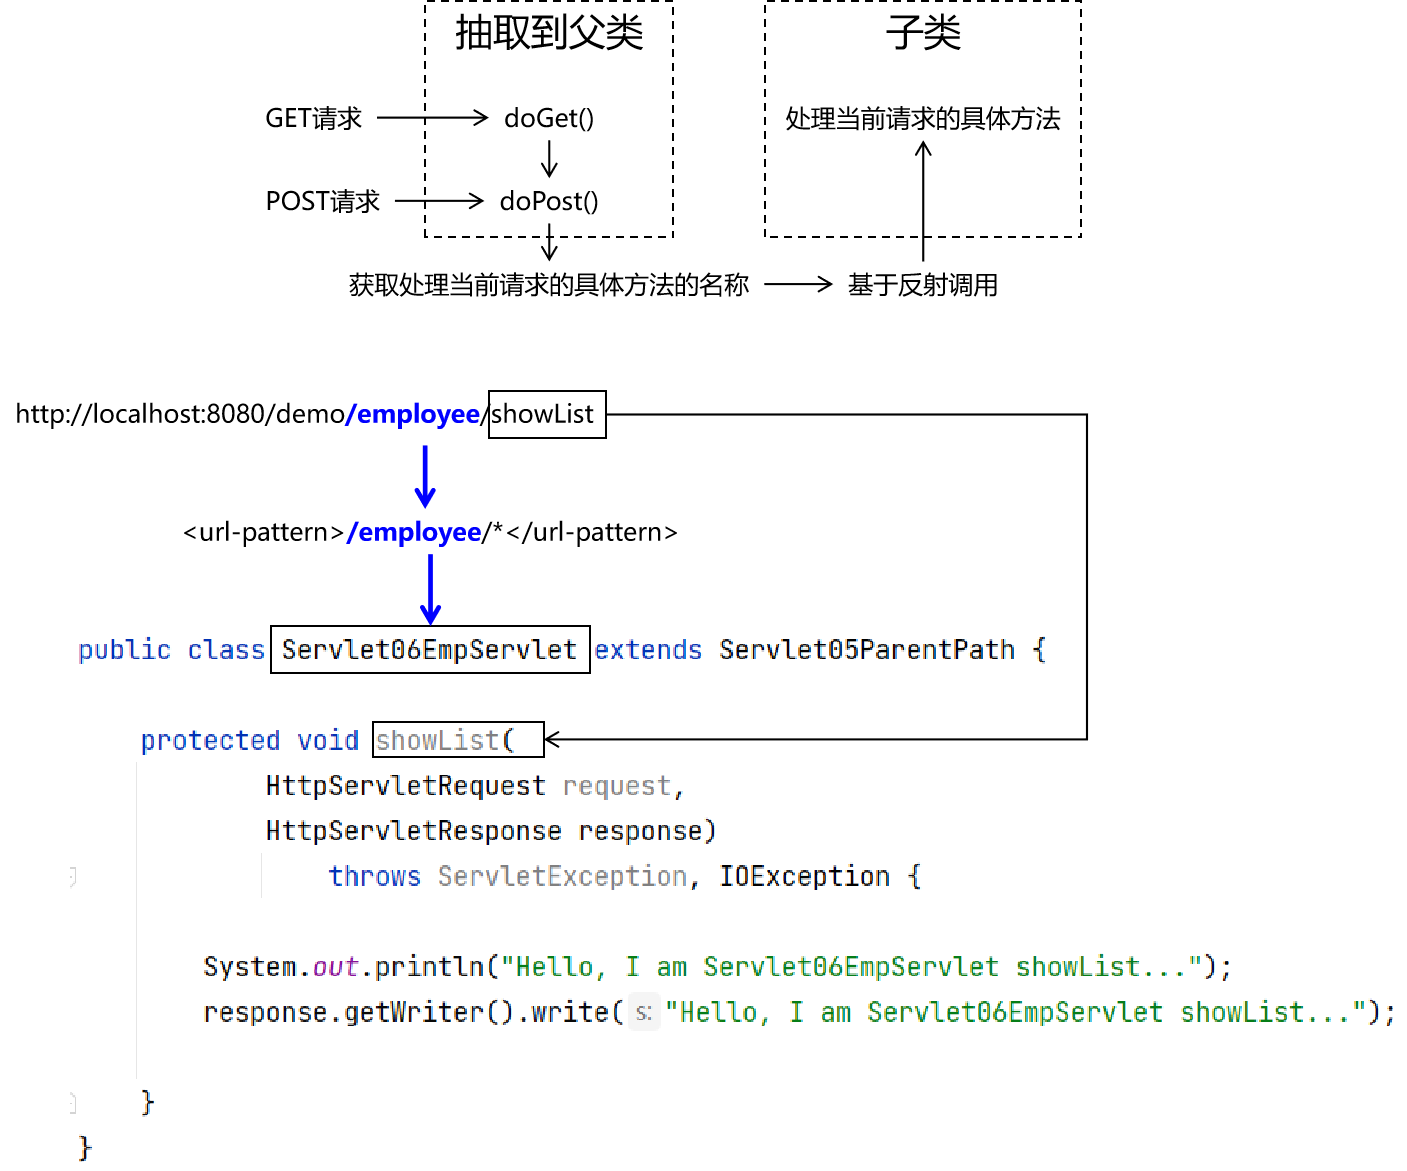 抽取到父类
子类
GET请求
doGet()
处理当前请求的具体方法
POST请求
doPost()
获取处理当前请求的具体方法的名称
基于反射调用
http://localhost:8080/demo/employee/showList
<url-pattern>/employee/*</url-pattern>
public class Servlet06EmpServlet extends Servlet05ParentPath {
protected void showList(
HttpServletRequest request,
HttpServletResponse response)
throws ServletException, IOException {
System.out.println("Hello, I am Servlet06EmpServlet showList...");
response.getWriter().write( s: "Hello, I am Servlet06EmpServlet showList...");
}
}